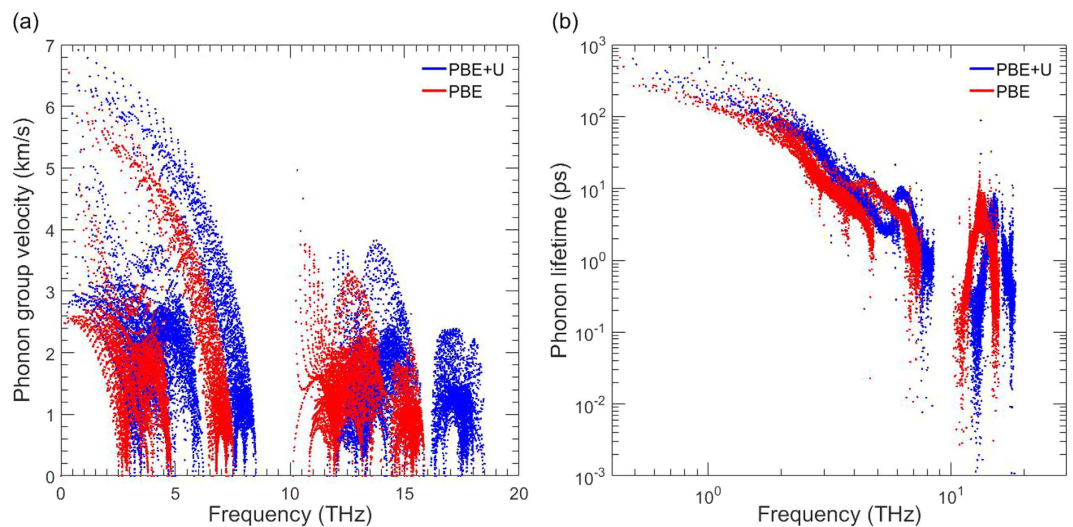 (a)
7
6
5
4
3
2
1
0
Phonon group velocity (km/s)
PBE+U
PBE
0 5 10 15 20
Frequency (THz)
(b)
10^3
10^2
10^1
10^0
10^-1
10^-2
10^-3
Phonon lifetime (ps)
PBE+U
PBE
10^0 10^1
Frequency (THz)